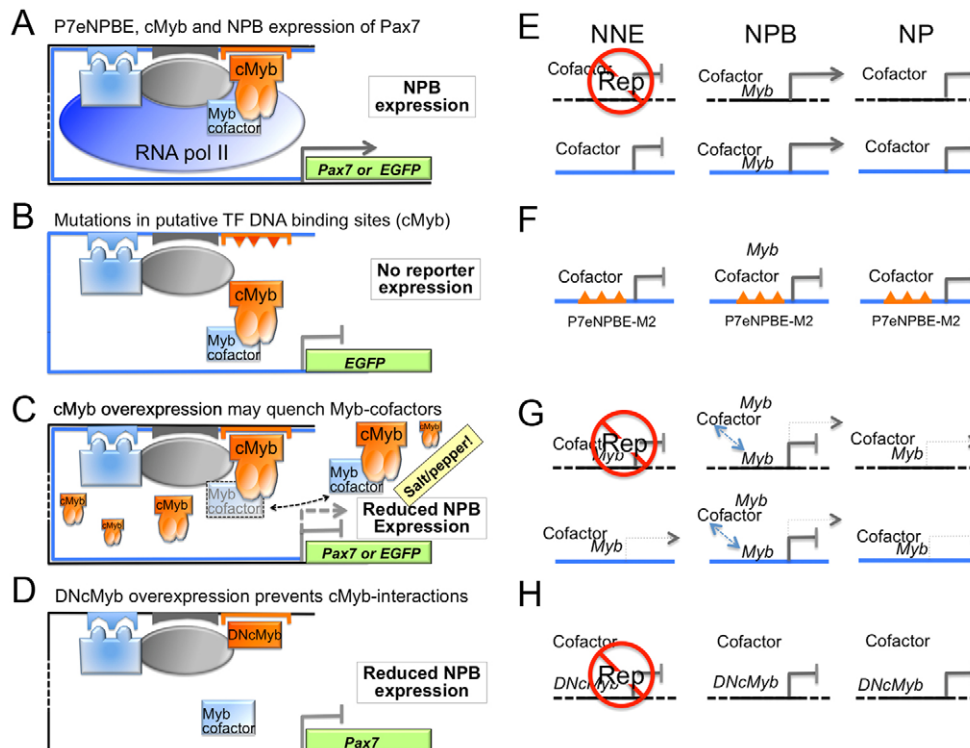 A P7eNPBE, cMyb and NPB expression of Pax7
cMyb
Myb
cofactor
RNA pol II
NPB
expression
Pax7 or EGFP
B Mutations in putative TF DNA binding sites (cMyb)
cMyb
Myb
cofactor
No reporter
expression
EGFP
C cMyb overexpression may quench Myb-cofactors
cMyb
cMyb
cMyb
cMyb
Myb
cofactor
cMyb
cMyb
Myb
cofactor
Salt/pepper!
Reduced NPB
Expression
Pax7 or EGFP
D DNcMyb overexpression prevents cMyb-interactions
DNcMyb
Myb
cofactor
Reduced NPB
expression
Pax7
E NNE NPB NP
Cofactor Rep
Cofactor
Myb
Cofactor
Cofactor
Cofactor
Myb
Cofactor
F
Cofactor
P7eNPBE-M2
Myb
Cofactor
P7eNPBE-M2
Cofactor
P7eNPBE-M2
G
Cofactor Rep
Myb
Myb
Cofactor
Myb
Cofactor
Myb
Cofactor
Myb
Myb
Cofactor
Myb
Cofactor
Myb
H
Cofactor
DNcMyb Rep
Cofactor
DNcMyb
Cofactor
DNcMyb